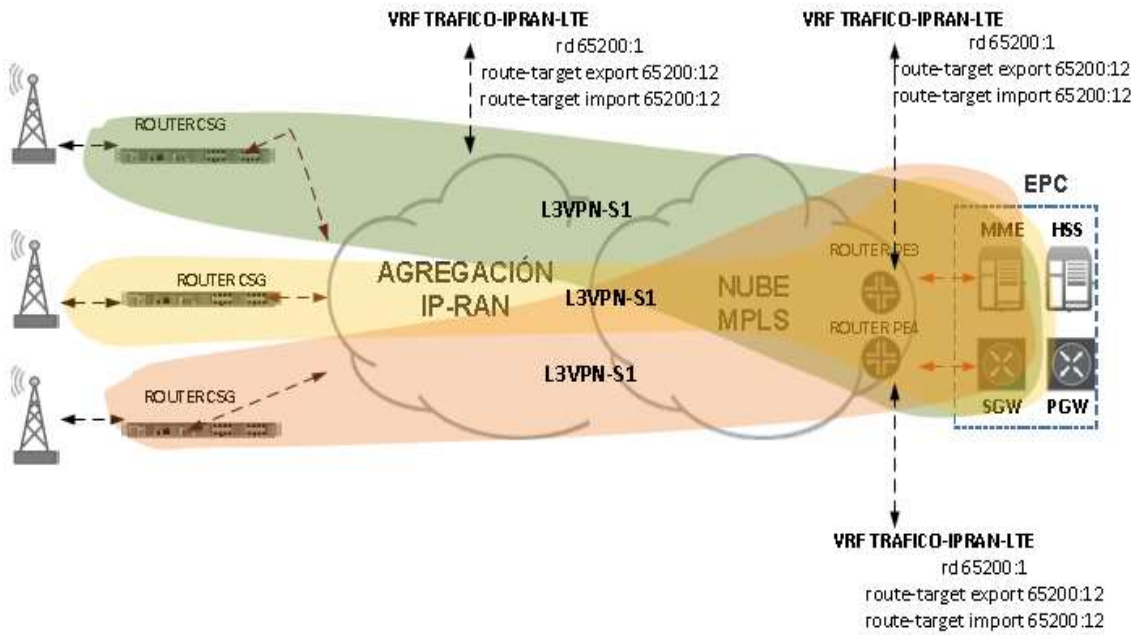 VRF TRAFICO-IPRAN-LTE
rd 65200:1
route-target export 65200:12
route-target import 65200:12
VRF TRAFICO-IPRAN-LTE
rd 65200:1
route-target export 65200:12
route-target import 65200:12
ROUTER CSG
L3VPN-S1
EPC
MME
HSS
ROUTER PE3
ROUTER CSG
AGREGACIÓN
IP-RAN
L3VPN-S1
NUBE
MPLS
ROUTER PE4
ROUTER CSG
L3VPN-S1
SGW
PGW
VRF TRAFICO-IPRAN-LTE
rd 65200:1
route-target export 65200:12
route-target import 65200:12